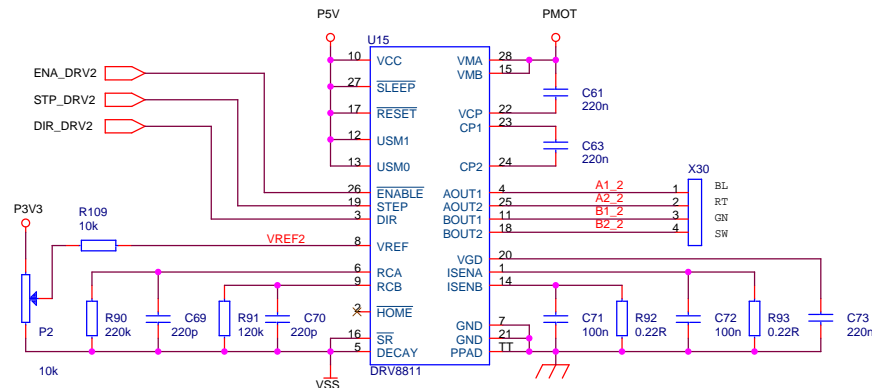 P5V
PMOT
U15
10 VCC
VMA 28
VMB 15
ENA_DRV2
27 SLEEP
C61
220n
STP_DRV2
17 RESET
VCP 22
CP1 23
DIR_DRV2
12 USM1
C63
220n
13 USM0
CP2 24
X30
26 ENABLE
AOUT1 4 A1_2 1 BL
19 STEP
AOUT2 25 A2_2 2 RT
3 DIR
BOUT1 11 B1_2 3 GN
BOUT2 18 B2_2 4 SW
P3V3
R109
10k
VREF2 8 VREF
VGD 20
6 RCA
ISENA 1
9 RCB
ISENB 14
2 HOME
R90
220k
C69
220p
R91
120k
C70
220p
C71
100n
R92
0.22R
C72
100n
R93
0.22R
C73
220n
P2
10k
16 SR
5 DECAY
GND 7
GND 21
PPAD TT
VSS
DRV8811